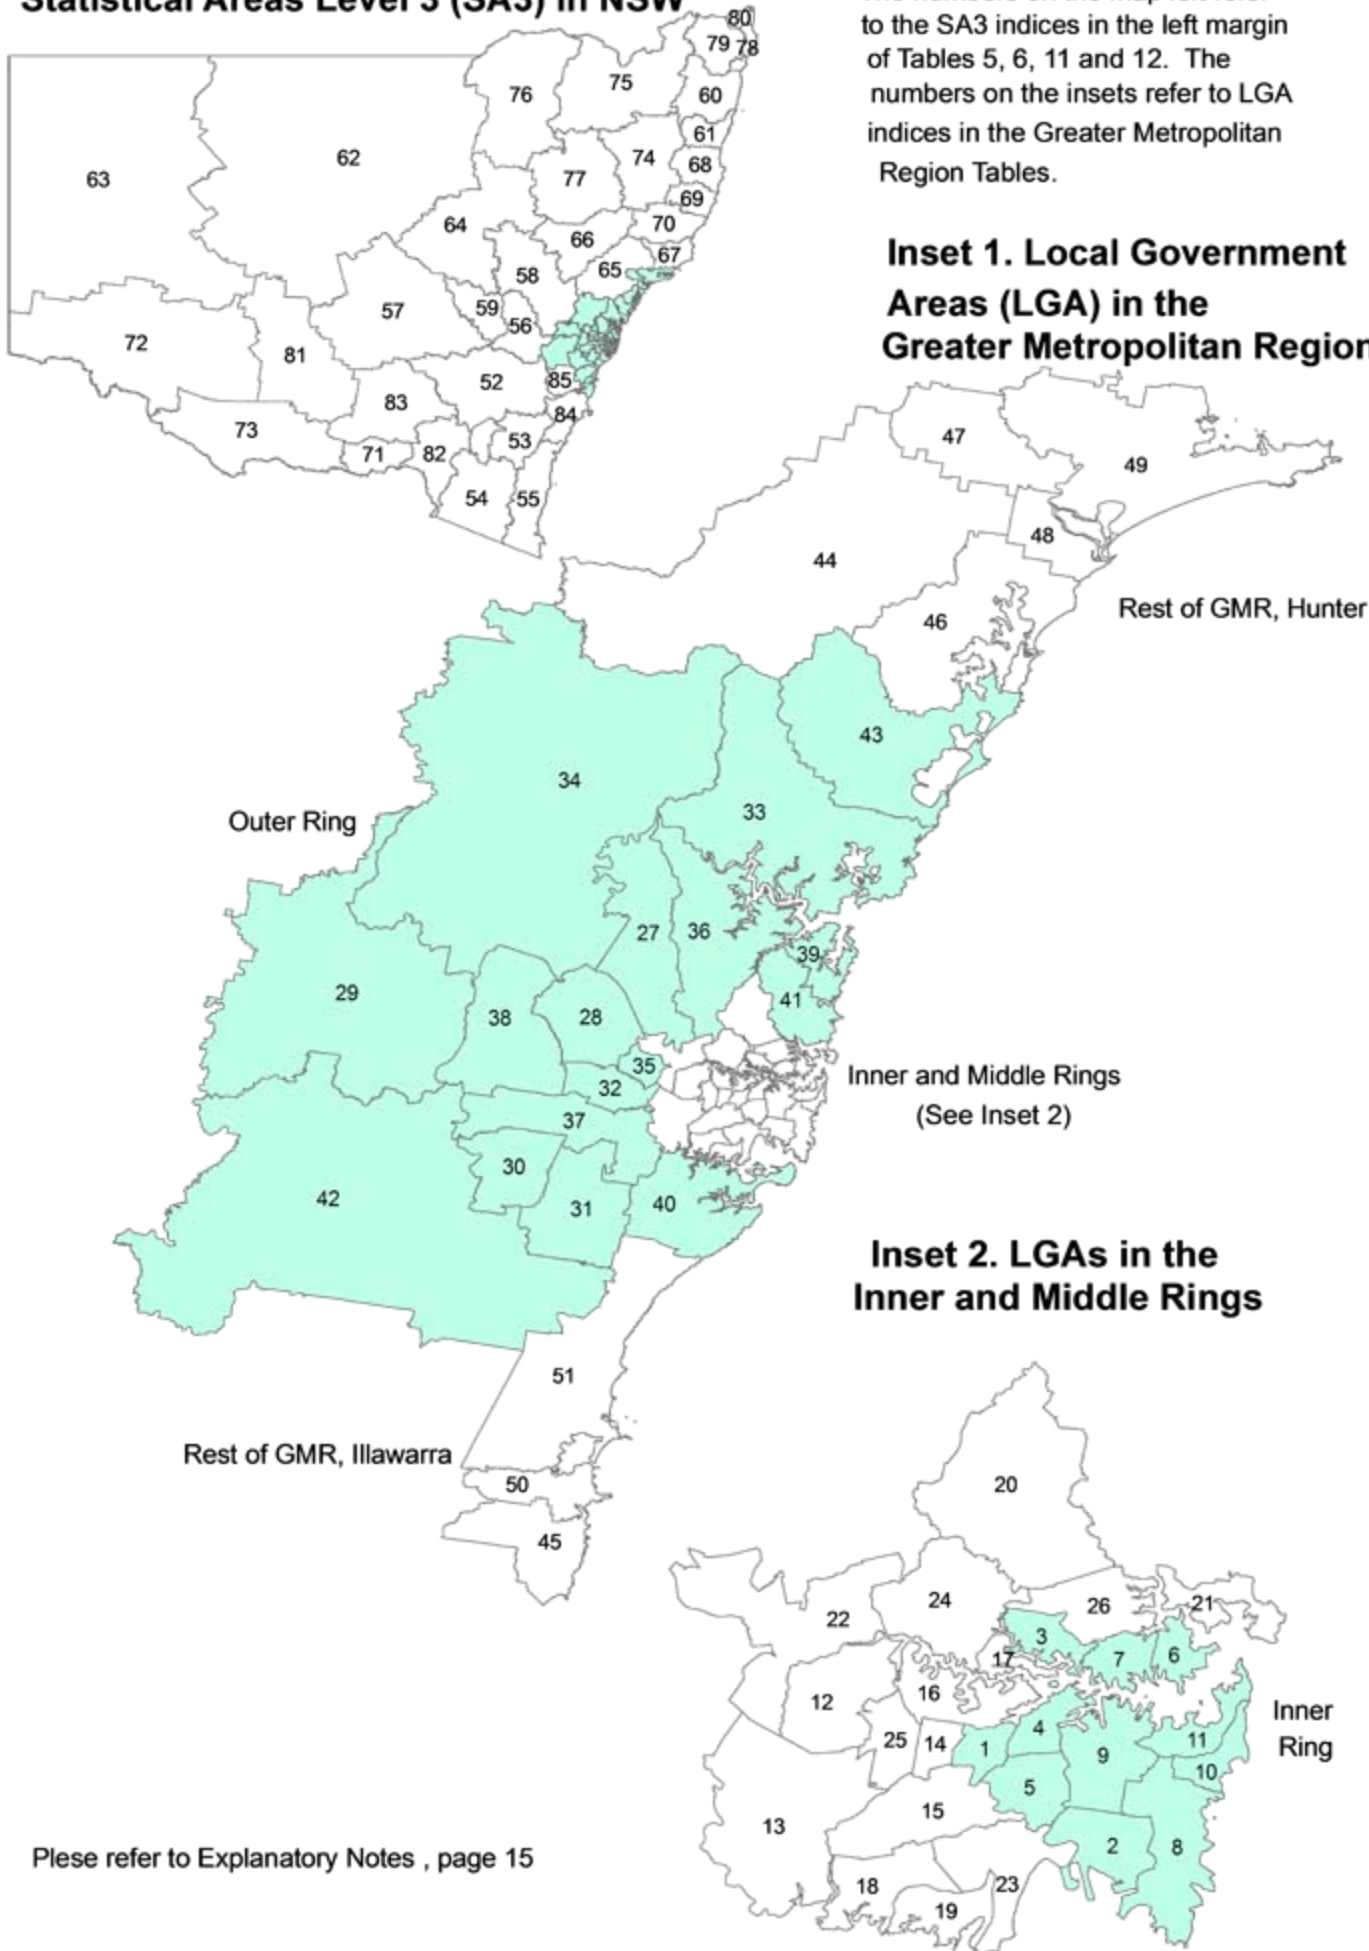 Statistical Areas Level 3 (SA3) in NSW
to the SA3 indices in the left margin
of Tables 5, 6, 11 and 12. The
numbers on the insets refer to LGA
indices in the Greater Metropolitan
Region Tables.
80
79 78
76 75 60
61
62 74 68
63 77 69
64 70
66 67
58 65
57 59 56
72 81
52 85
83 84
73 53
71 82
54 55
Inset 1. Local Government
Areas (LGA) in the
Greater Metropolitan Region
47
49
48
44
Rest of GMR, Hunter
46
43
34
33
Outer Ring
27 36
39
29
41
38 28
35
32
Inner and Middle Rings
(See Inset 2)
37
30
42
31 40
Inset 2. LGAs in the
Inner and Middle Rings
51
Rest of GMR, Illawarra
50
45
20
24 26 21
22
3
17 7 6
12 16
Inner
Ring
25 14 1 4 9 11
10
5
13 15
2 8
18 23
19
Plese refer to Explanatory Notes , page 15